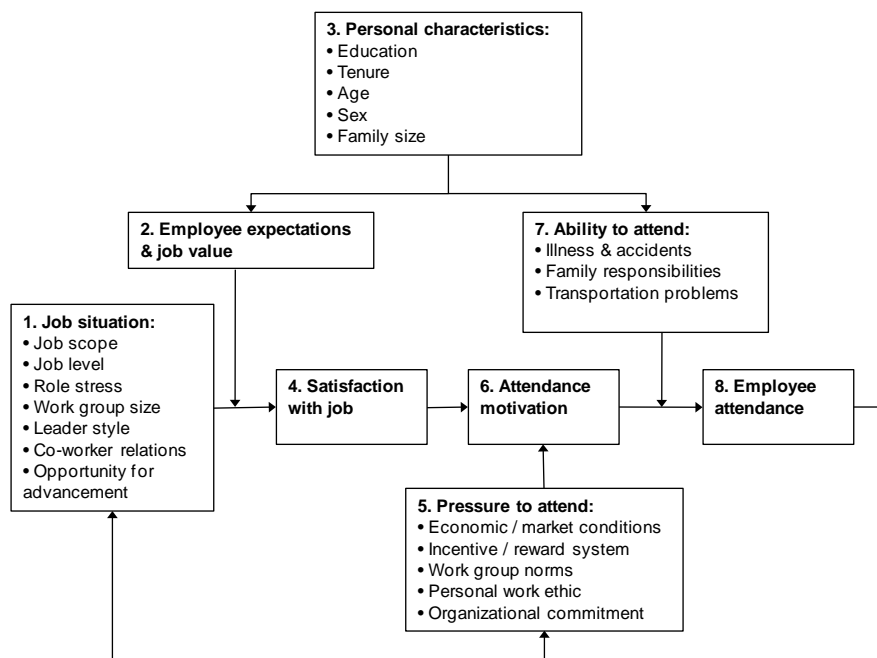 3. Personal characteristics:
• Education
• Tenure
• Age
• Sex
• Family size
2. Employee expectations
& job value
7. Ability to attend:
• Illness & accidents
• Family responsibilities
• Transportation problems
1. Job situation:
• Job scope
• Job level
• Role stress
• Work group size
• Leader style
• Co-worker relations
• Opportunity for
advancement
4. Satisfaction
with job
6. Attendance
motivation
8. Employee
attendance
5. Pressure to attend:
• Economic / market conditions
• Incentive / reward system
• Work group norms
• Personal work ethic
• Organizational commitment